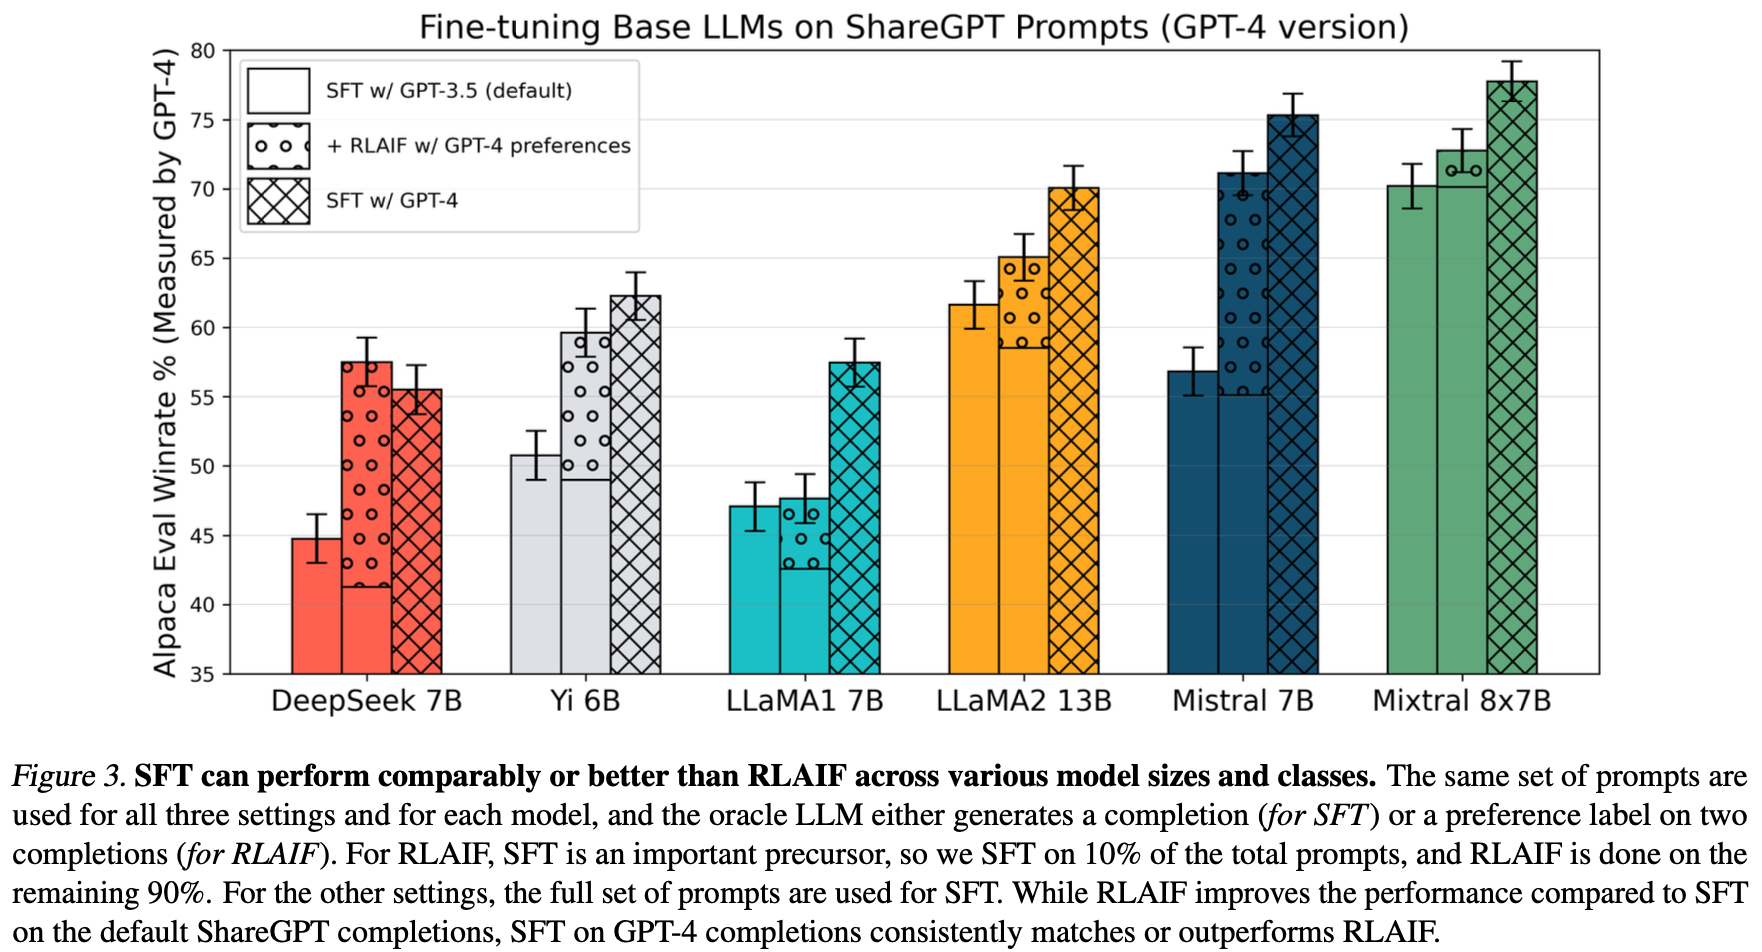 Fine-tuning Base LLMs on ShareGPT Prompts (GPT-4 version)
Alpaca Eval Winrate % (Measured by GPT-4)
80
75
70
65
60
55
50
45
40
35
SFT w/ GPT-3.5 (default)
+ RLAIF w/ GPT-4 preferences
SFT w/ GPT-4
DeepSeek 7B
Yi 6B
LLaMA1 7B
LLaMA2 13B
Mistral 7B
Mixtral 8x7B
Figure 3. SFT can perform comparably or better than RLAIF across various model sizes and classes. The same set of prompts are
used for all three settings and for each model, and the oracle LLM either generates a completion (for SFT) or a preference label on two
completions (for RLAIF). For RLAIF, SFT is an important precursor, so we SFT on 10% of the total prompts, and RLAIF is done on the
remaining 90%. For the other settings, the full set of prompts are used for SFT. While RLAIF improves the performance compared to SFT
on the default ShareGPT completions, SFT on GPT-4 completions consistently matches or outperforms RLAIF.